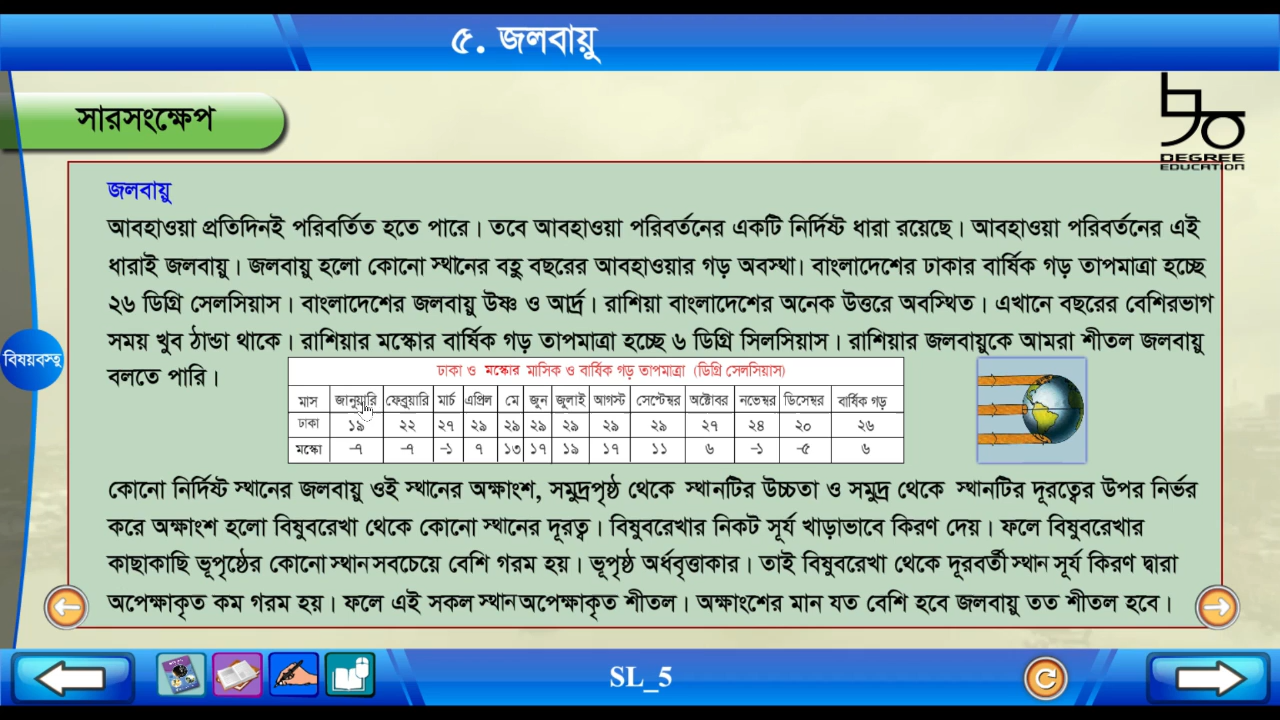 ৫. জলবায়ু
সারসংক্ষেপ
DEGREE
EDUCATION
জলবায়ু
আবহাওয়া প্রতিদিনই পরিবর্তিত হতে পারে। তবে আবহাওয়া পরিবর্তনের একটি নির্দিষ্ট ধারা রয়েছে। আবহাওয়া পরিবর্তনের এই
ধারাই জলবায়ু। জলবায়ু হলো কোনো স্থানের বহু বছরের আবহাওয়ার গড় অবস্থা। বাংলাদেশের ঢাকার বার্ষিক গড় তাপমাত্রা হচ্ছে
২৬ ডিগ্রি সেলসিয়াস। বাংলাদেশের জলবায়ু উষ্ণ ও আর্দ্র। রাশিয়া বাংলাদেশের অনেক উত্তরে অবস্থিত। এখানে বছরের বেশিরভাগ
সময় খুব ঠান্ডা থাকে। রাশিয়ার মস্কোর বার্ষিক গড় তাপমাত্রা হচ্ছে ৬ ডিগ্রি সিলসিয়াস। রাশিয়ার জলবায়ুকে আমরা শীতল জলবায়ু
বলতে পারি।
ঢাকা ও মস্কোর মাসিক ও বার্ষিক গড় তাপমাত্রা (ডিগ্রি সেলসিয়াস)
মাস জানুয়ারি ফেব্রুয়ারি মার্চ এপ্রিল মে জুন জুলাই আগস্ট সেপ্টেম্বর অক্টোবর নভেম্বর ডিসেম্বর বার্ষিক গড়
ঢাকা ১৯ ২২ ২৭ ২৯ ২৯ ২৯ ২৯ ২৯ ২৯ ২৭ ২৪ ২০ ২৬
মস্কো -৭ -৭ -১ ৭ ১৩ ১৭ ১৯ ১৭ ১১ ৬ -১ -৫ ৬
কোনো নির্দিষ্ট স্থানের জলবায়ু ওই স্থানের অক্ষাংশ, সমুদ্রপৃষ্ঠ থেকে স্থানটির উচ্চতা ও সমুদ্র থেকে স্থানটির দূরত্বের উপর নির্ভর
করে অক্ষাংশ হলো বিষুবরেখা থেকে কোনো স্থানের দূরত্ব। বিষুবরেখার নিকট সূর্য খাড়াভাবে কিরণ দেয়। ফলে বিষুবরেখার
কাছাকাছি ভূপৃষ্ঠের কোনো স্থান সবচেয়ে বেশি গরম হয়। ভূপৃষ্ঠ অর্ধবৃত্তাকার। তাই বিষুবরেখা থেকে দূরবর্তী স্থান সূর্য কিরণ দ্বারা
অপেক্ষাকৃত কম গরম হয়। ফলে এই সকল স্থান অপেক্ষাকৃত শীতল। অক্ষাংশের মান যত বেশি হবে জলবায়ু তত শীতল হবে।
বিষয়বস্তু
SL_5